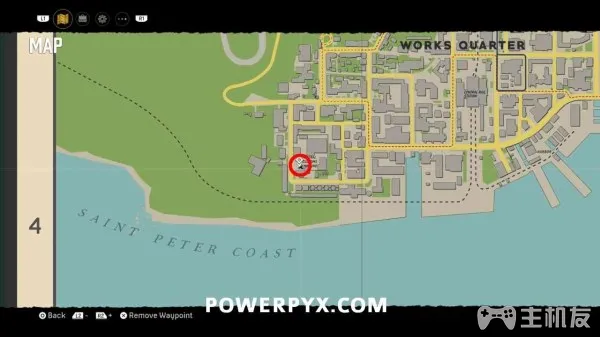 L1
R1
MAP
WORKS QUARTER
4
SAINT PETER COAST
POWERPYX.COM
Back
L2
R2
Remove Waypoint
主机友